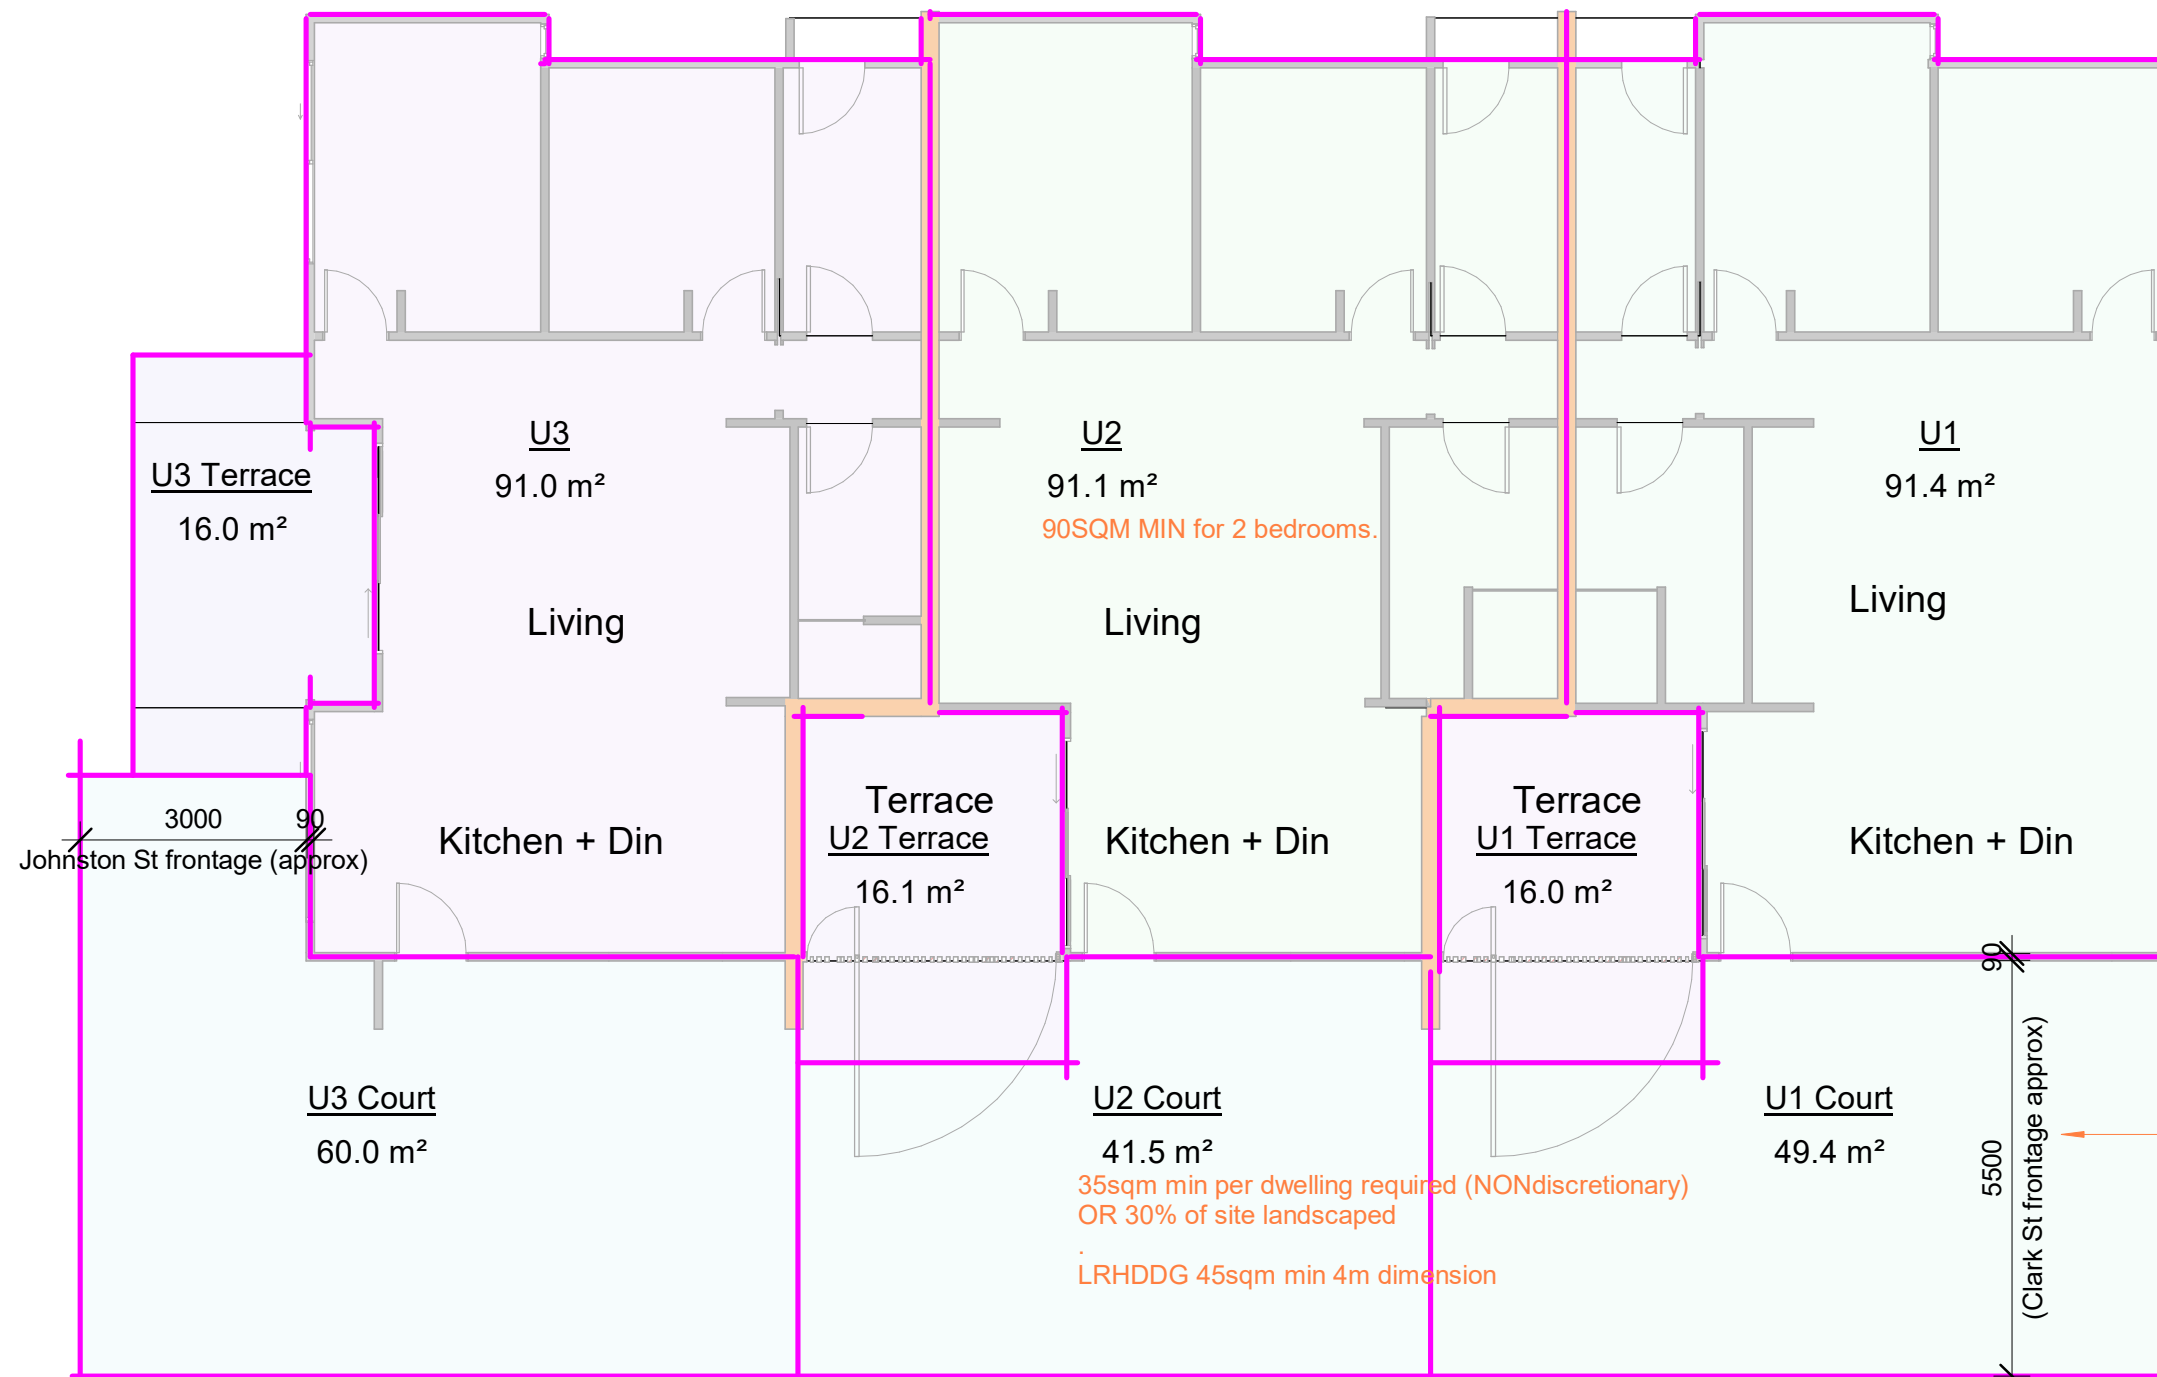 U3
91.0 m²
U2
91.1 m²
90SQM MIN for 2 bedrooms.
U1
91.4 m²
U3 Terrace
16.0 m²
Living
Living
Living
Terrace
U2 Terrace
16.1 m²
Terrace
U1 Terrace
16.0 m²
3000
90
Johnston St frontage (approx)
Kitchen + Din
Kitchen + Din
Kitchen + Din
90
5500
(Clark St frontage approx)
U3 Court
60.0 m²
U2 Court
41.5 m²
35sqm min per dwelling required (NONdiscretionary)
OR 30% of site landscaped
.
LRHDDG 45sqm min 4m dimension
U1 Court
49.4 m²